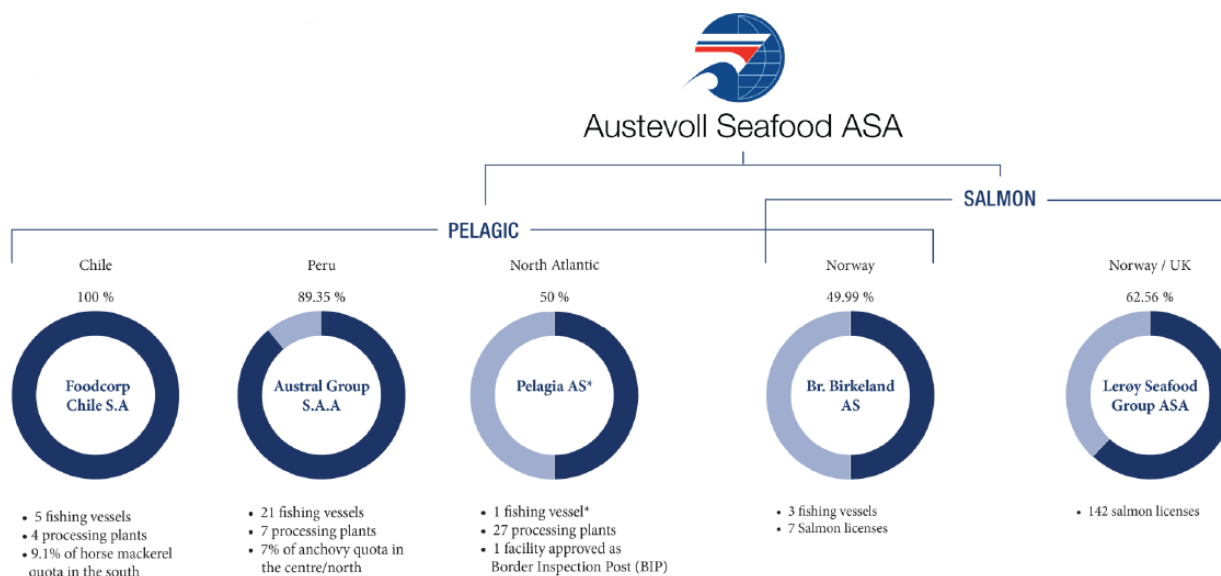 Austevoll Seafood ASA
SALMON
PELAGIC
Chile
100 %
Foodcorp
Chile S.A
• 5 fishing vessels
• 4 processing plants
• 9.1% of horse mackerel
quota in the south
Peru
89.35 %
Austral Group
S.A.A
• 21 fishing vessels
• 7 processing plants
• 7% of anchovy quota in
the centre/north
North Atlantic
50 %
Pelagia AS*
• 1 fishing vessel*
• 27 processing plants
• 1 facility approved as
Border Inspection Post (BIP)
Norway
49.99 %
Br. Birkeland
AS
• 3 fishing vessels
• 7 Salmon licenses
Norway / UK
62.56 %
Lerøy Seafood
Group ASA
• 142 salmon licenses